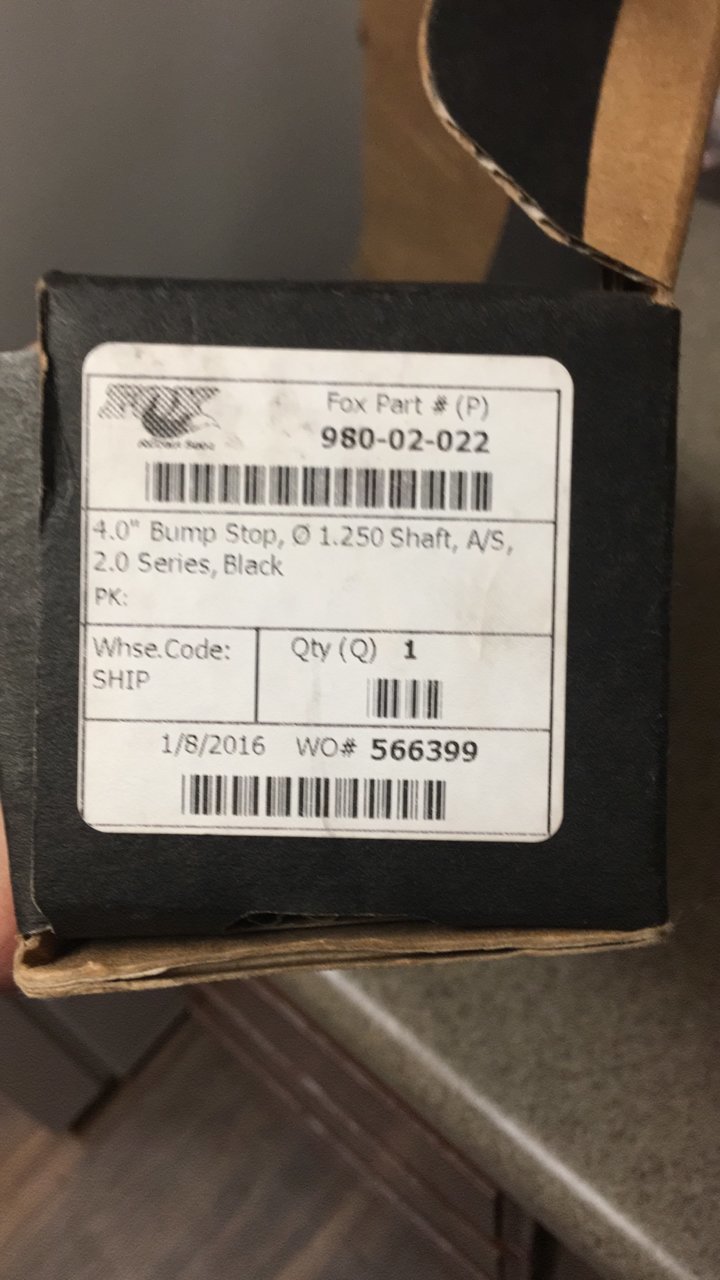 FOX
Fox Part # (P)
980-02-022
4.0" Bump Stop, Ø 1.250 Shaft, A/S,
2.0 Series, Black
PK:
Whse.Code:
SHIP
Qty (Q) 1
1/8/2016 WO# 566399